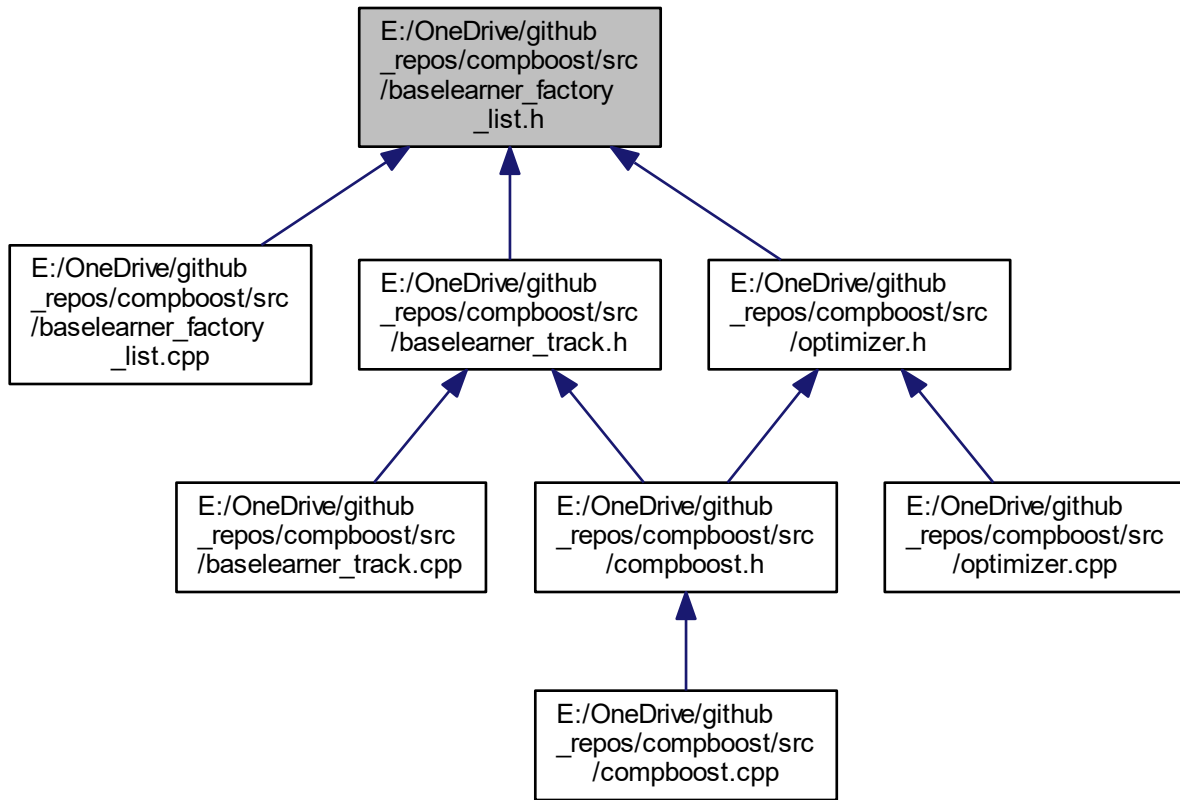 E:/OneDrive/github
_repos/compboost/src
/baselearner_factory
_list.h
E:/OneDrive/github
_repos/compboost/src
/baselearner_factory
_list.cpp
E:/OneDrive/github
_repos/compboost/src
/baselearner_track.h
E:/OneDrive/github
_repos/compboost/src
/optimizer.h
E:/OneDrive/github
_repos/compboost/src
/baselearner_track.cpp
E:/OneDrive/github
_repos/compboost/src
/compboost.h
E:/OneDrive/github
_repos/compboost/src
/optimizer.cpp
E:/OneDrive/github
_repos/compboost/src
/compboost.cpp